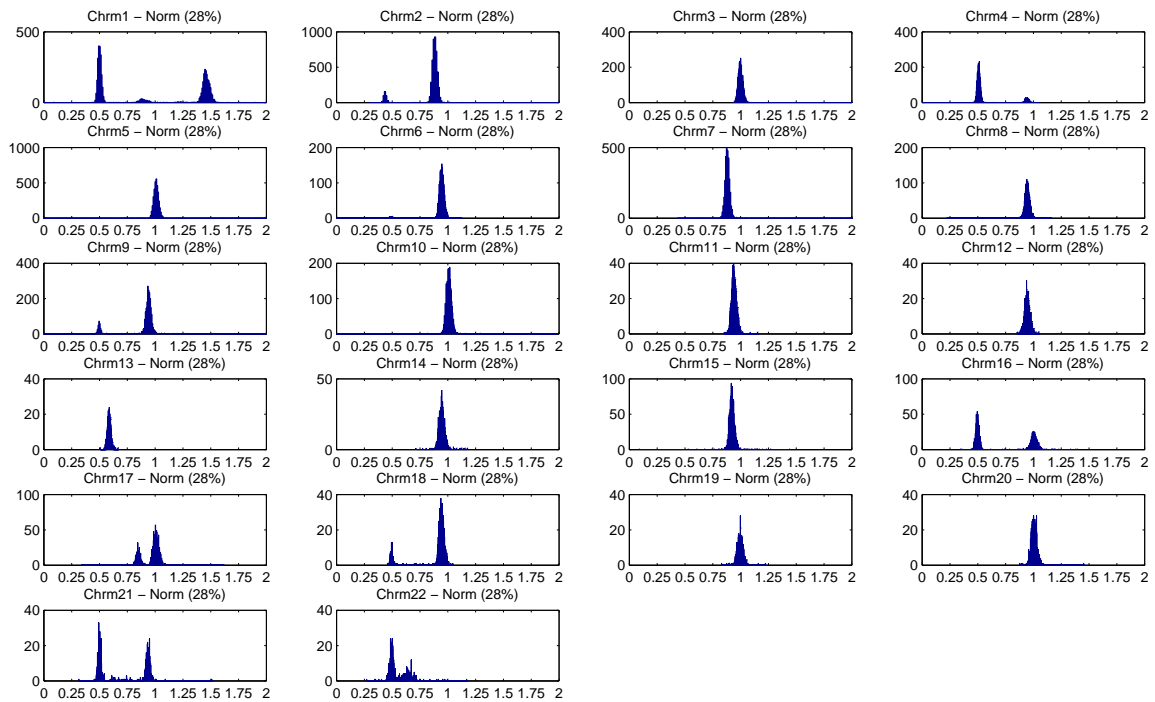 Chrm1 – Norm (28%)
Chrm2 – Norm (28%)
Chrm3 – Norm (28%)
Chrm4 – Norm (28%)
500
0
0 0.25 0.5 0.75 1 1.25 1.5 1.75 2
1000
500
0
0 0.25 0.5 0.75 1 1.25 1.5 1.75 2
400
200
0
0 0.25 0.5 0.75 1 1.25 1.5 1.75 2
400
200
0
0 0.25 0.5 0.75 1 1.25 1.5 1.75 2
Chrm5 – Norm (28%)
Chrm6 – Norm (28%)
Chrm7 – Norm (28%)
Chrm8 – Norm (28%)
1000
500
0
0 0.25 0.5 0.75 1 1.25 1.5 1.75 2
200
100
0
0 0.25 0.5 0.75 1 1.25 1.5 1.75 2
500
0
0 0.25 0.5 0.75 1 1.25 1.5 1.75 2
200
100
0
0 0.25 0.5 0.75 1 1.25 1.5 1.75 2
Chrm9 – Norm (28%)
Chrm10 – Norm (28%)
Chrm11 – Norm (28%)
Chrm12 – Norm (28%)
400
200
0
0 0.25 0.5 0.75 1 1.25 1.5 1.75 2
200
100
0
0 0.25 0.5 0.75 1 1.25 1.5 1.75 2
40
20
0
0 0.25 0.5 0.75 1 1.25 1.5 1.75 2
40
20
0
0 0.25 0.5 0.75 1 1.25 1.5 1.75 2
Chrm13 – Norm (28%)
Chrm14 – Norm (28%)
Chrm15 – Norm (28%)
Chrm16 – Norm (28%)
40
20
0
0 0.25 0.5 0.75 1 1.25 1.5 1.75 2
50
0
0 0.25 0.5 0.75 1 1.25 1.5 1.75 2
100
50
0
0 0.25 0.5 0.75 1 1.25 1.5 1.75 2
100
50
0
0 0.25 0.5 0.75 1 1.25 1.5 1.75 2
Chrm17 – Norm (28%)
Chrm18 – Norm (28%)
Chrm19 – Norm (28%)
Chrm20 – Norm (28%)
100
50
0
0 0.25 0.5 0.75 1 1.25 1.5 1.75 2
40
20
0
0 0.25 0.5 0.75 1 1.25 1.5 1.75 2
40
20
0
0 0.25 0.5 0.75 1 1.25 1.5 1.75 2
40
20
0
0 0.25 0.5 0.75 1 1.25 1.5 1.75 2
Chrm21 – Norm (28%)
Chrm22 – Norm (28%)
40
20
0
0 0.25 0.5 0.75 1 1.25 1.5 1.75 2
40
20
0
0 0.25 0.5 0.75 1 1.25 1.5 1.75 2